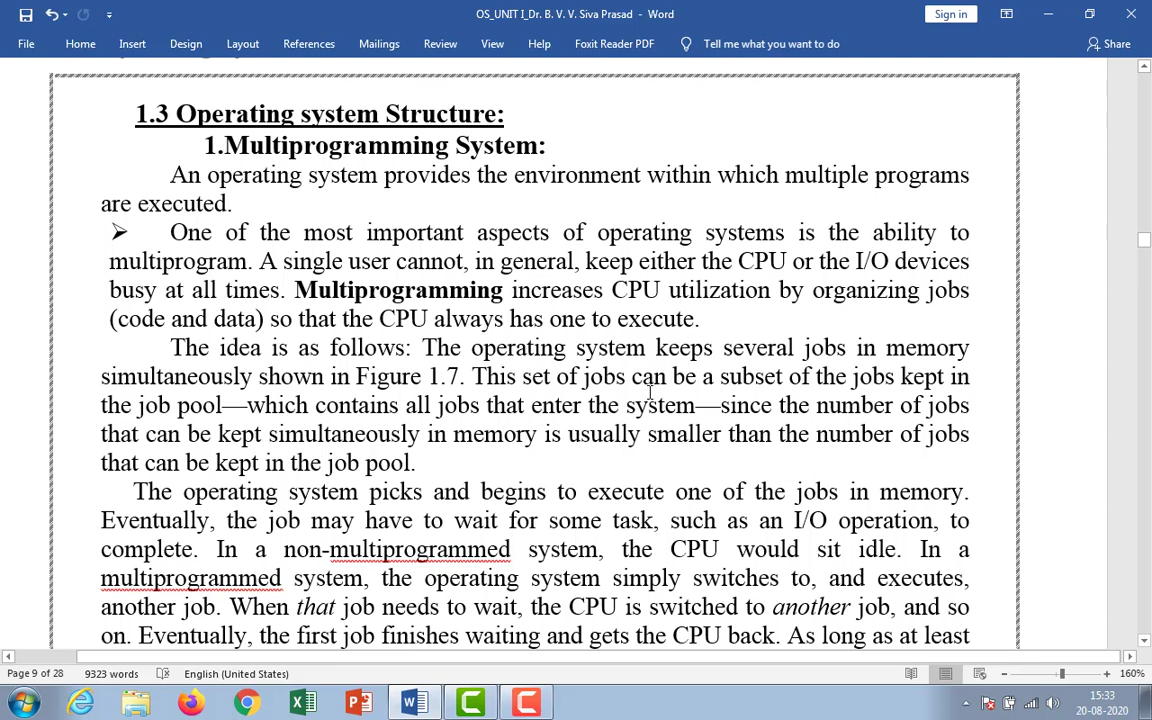 OS_UNIT I_Dr. B. V. V. Siva Prasad - Word
Sign in
File Home Insert Design Layout References Mailings Review View Help Foxit Reader PDF Tell me what you want to do Share
1.3 Operating system Structure:
1.Multiprogramming System:
An operating system provides the environment within which multiple programs
are executed.
➢ One of the most important aspects of operating systems is the ability to
multiprogram. A single user cannot, in general, keep either the CPU or the I/O devices
busy at all times. Multiprogramming increases CPU utilization by organizing jobs
(code and data) so that the CPU always has one to execute.
The idea is as follows: The operating system keeps several jobs in memory
simultaneously shown in Figure 1.7. This set of jobs can be a subset of the jobs kept in
the job pool—which contains all jobs that enter the system—since the number of jobs
that can be kept simultaneously in memory is usually smaller than the number of jobs
that can be kept in the job pool.
The operating system picks and begins to execute one of the jobs in memory.
Eventually, the job may have to wait for some task, such as an I/O operation, to
complete. In a non-multiprogrammed system, the CPU would sit idle. In a
multiprogrammed system, the operating system simply switches to, and executes,
another job. When that job needs to wait, the CPU is switched to another job, and so
on. Eventually, the first job finishes waiting and gets the CPU back. As long as at least
Page 9 of 28 9323 words English (United States) 160%
15:33
20-08-2020